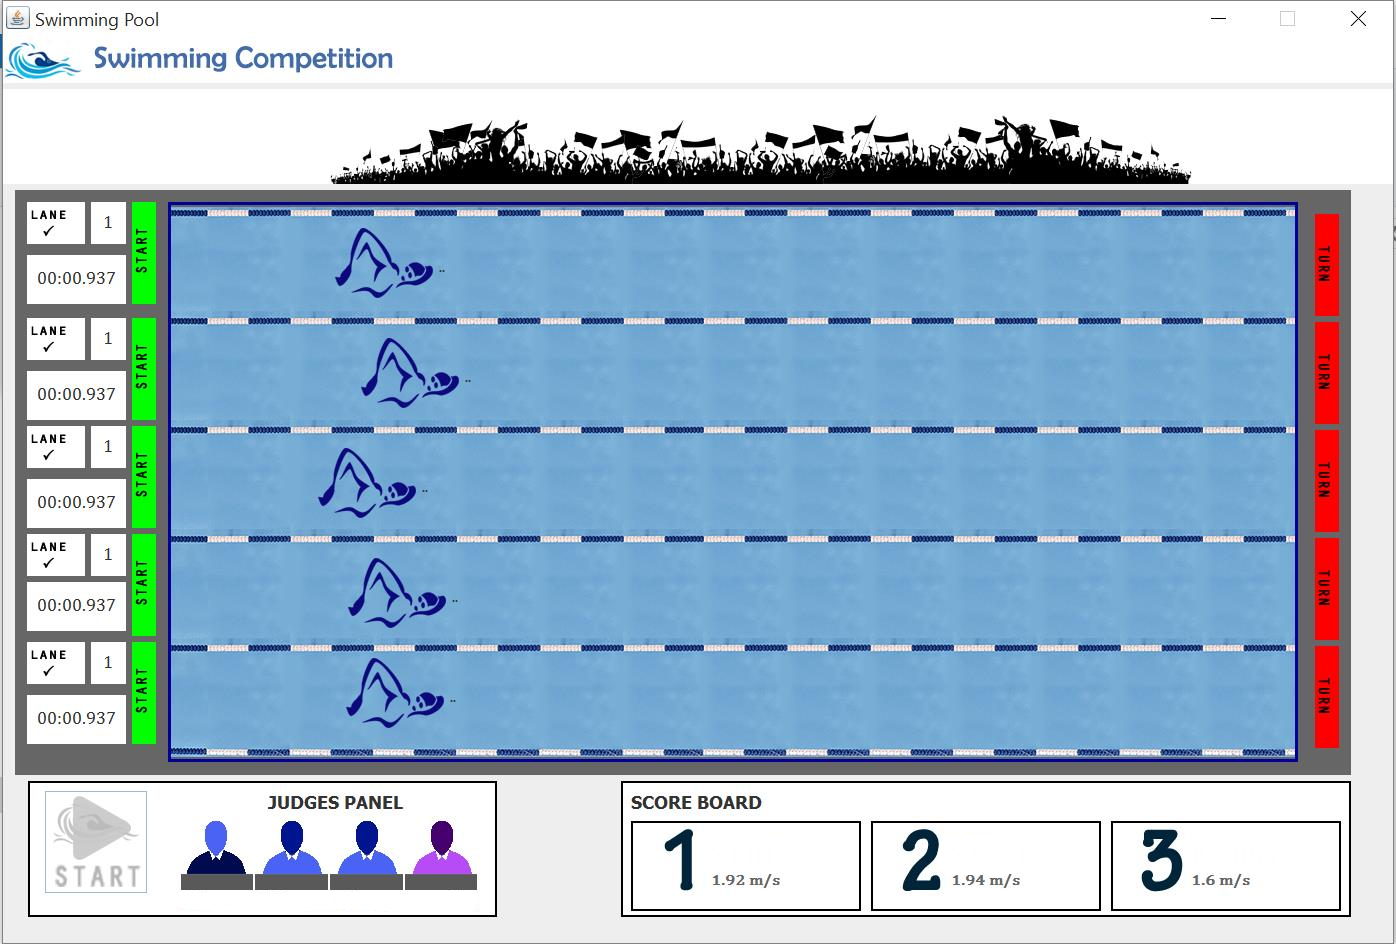 Swimming Pool
Swimming Competition
LANE ✓ 1
START
00:00.937
TURN
LANE ✓ 1
START
00:00.937
TURN
LANE ✓ 1
START
00:00.937
TURN
LANE ✓ 1
START
00:00.937
TURN
LANE ✓ 1
START
00:00.937
TURN
START
JUDGES PANEL
SCORE BOARD
1 1.92 m/s
2 1.94 m/s
3 1.6 m/s